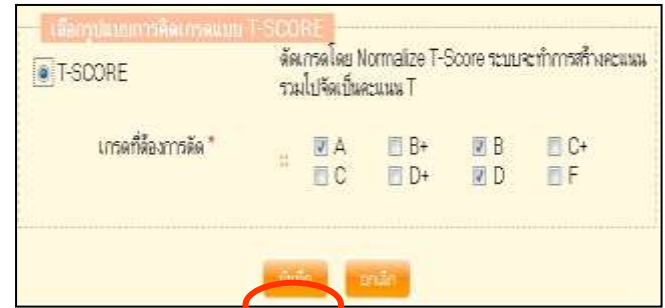 เลือกรูปแบบการคิดเกรดแบบ T-SCORE
T-SCORE
ตัดเกรดโดย Normalize T-Score ระบบจะทำการสร้างคะแนน
รวมไปจัดเป็นคะแนน T
เกรดที่ต้องการตัด *
:: A B+ B C+
C D+ D F
บันทึก ยกเลิก